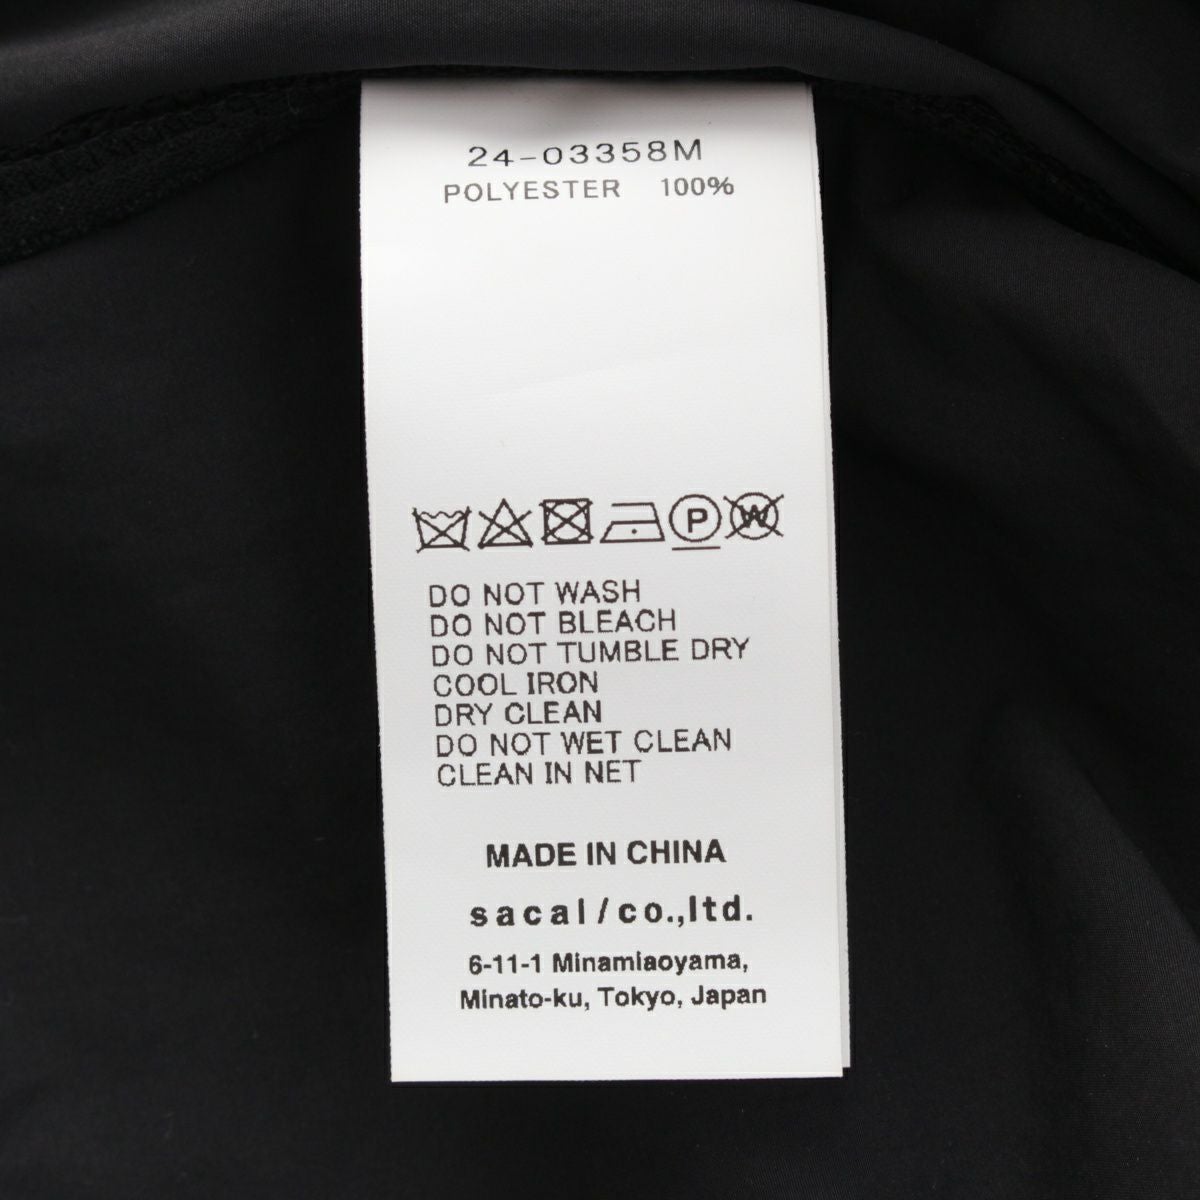 24-03358M
POLYESTER 100%
P W
DO NOT WASH
DO NOT BLEACH
DO NOT TUMBLE DRY
COOL IRON
DRY CLEAN
DO NOT WET CLEAN
CLEAN IN NET
MADE IN CHINA
sacai/co.,ltd.
6-11-1 Minamiaoyama,
Minato-ku, Tokyo, Japan